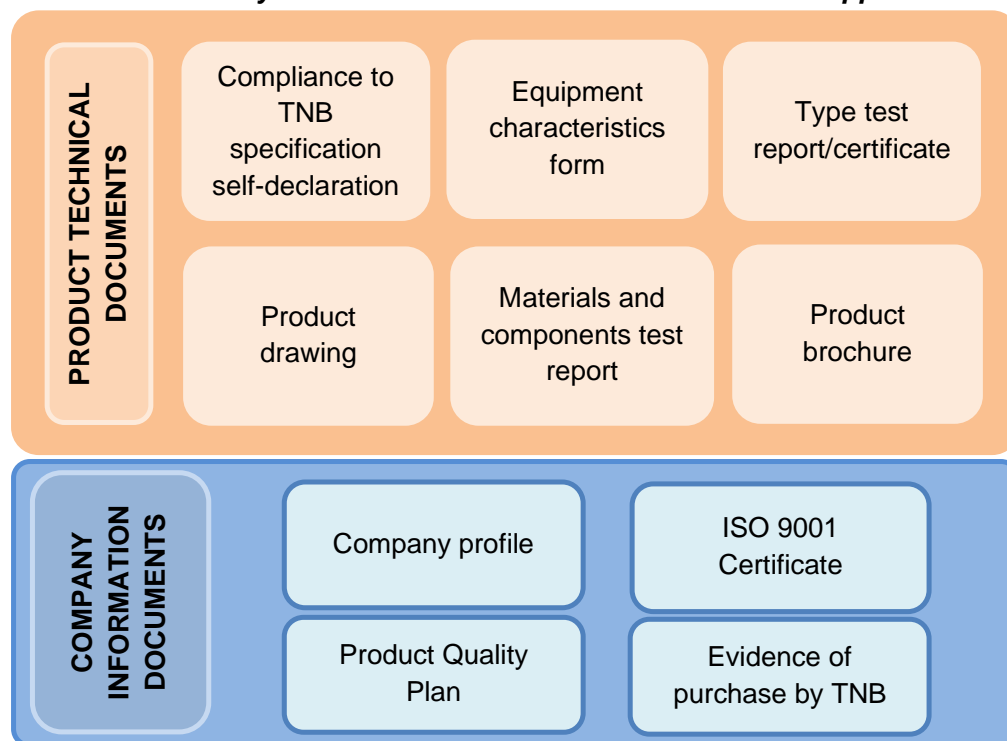 PRODUCT TECHNICAL
DOCUMENTS
Compliance to
TNB
specification
self-declaration
Equipment
characteristics
form
Type test
report/certificate
Product
drawing
Materials and
components test
report
Product
brochure
COMPANY
INFORMATION
DOCUMENTS
Company profile
ISO 9001
Certificate
Product Quality
Plan
Evidence of
purchase by TNB